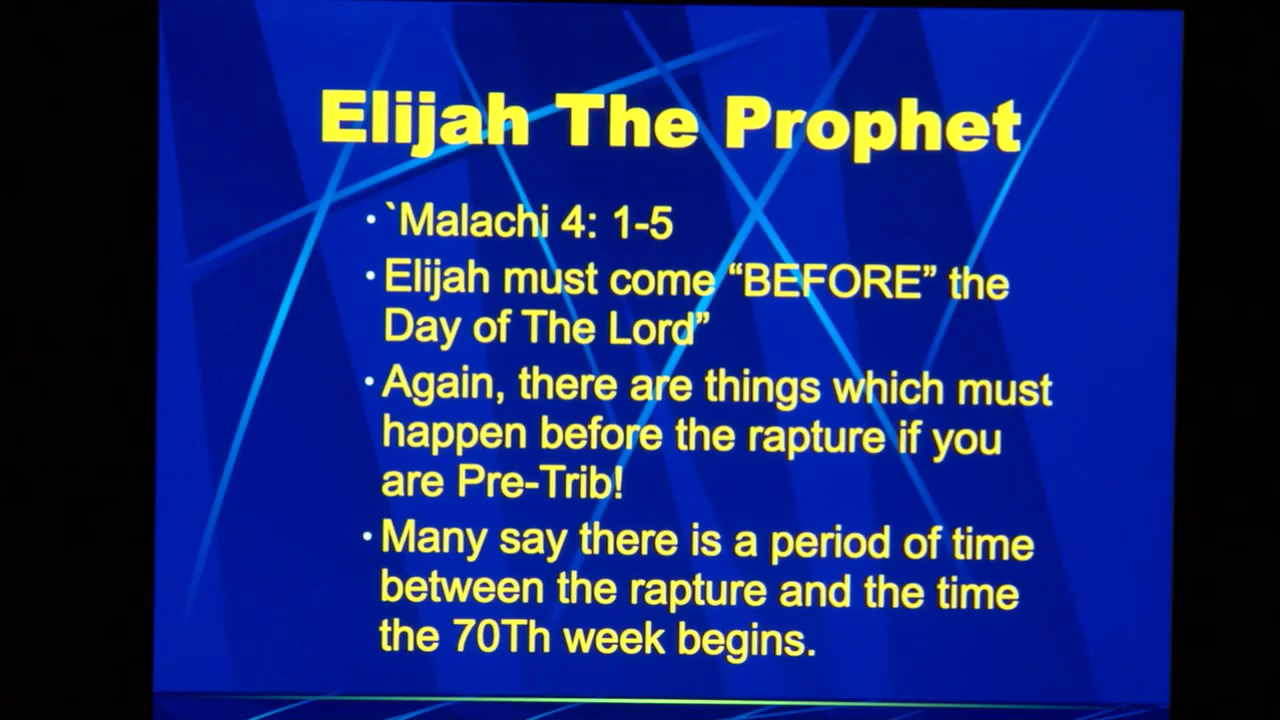 Elijah The Prophet
• `Malachi 4: 1-5
• Elijah must come “BEFORE” the
Day of The Lord”
• Again, there are things which must
happen before the rapture if you
are Pre-Trib!
• Many say there is a period of time
between the rapture and the time
the 70Th week begins.